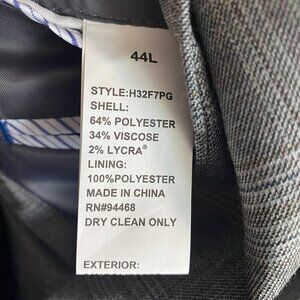 44L
STYLE:H32F7PG
SHELL:
64% POLYESTER
34% VISCOSE
2% LYCRA®
LINING:
100%POLYESTER
MADE IN CHINA
RN#94468
DRY CLEAN ONLY
EXTERIOR: